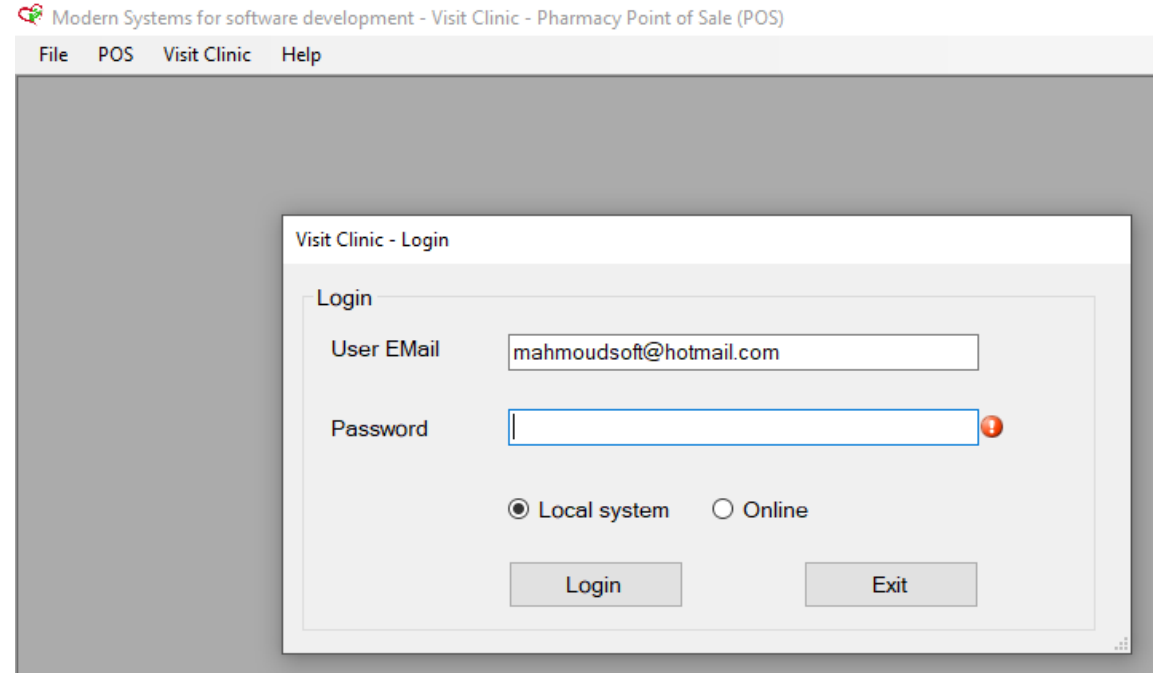 Modern Systems for software development - Visit Clinic - Pharmacy Point of Sale (POS)
File POS Visit Clinic Help
Visit Clinic - Login
Login
User EMail mahmoudsoft@hotmail.com
Password
Local system Online
Login Exit